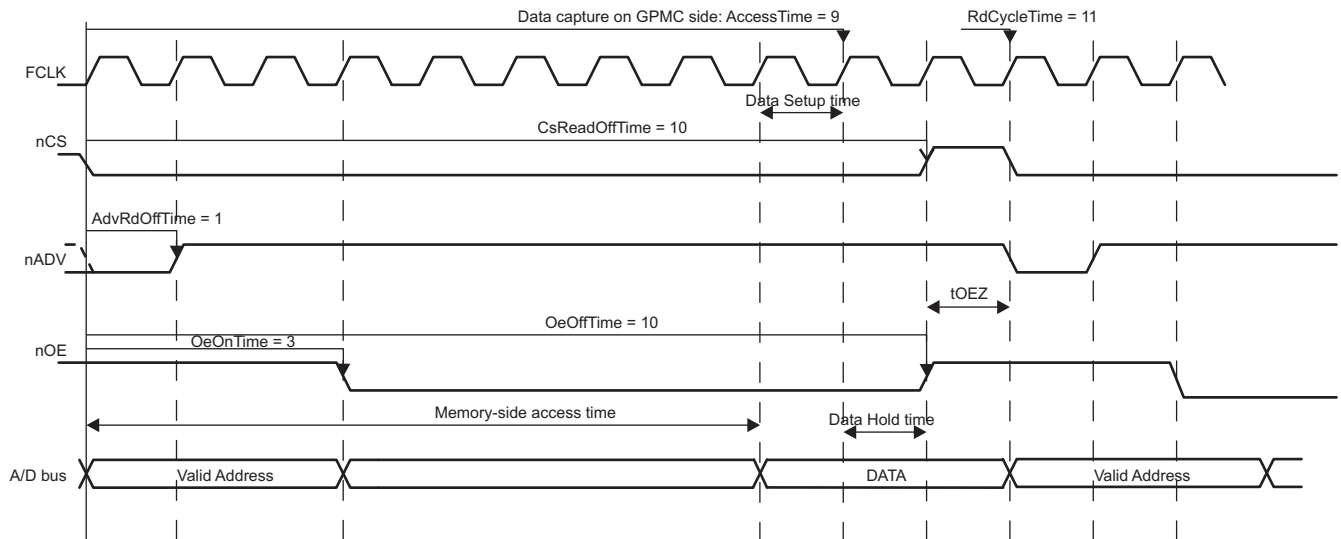 Data capture on GPMC side: AccessTime = 9
RdCycleTime = 11
FCLK
Data Setup time
CsReadOffTime = 10
nCS
AdvRdOffTime = 1
nADV
tOEZ
OeOffTime = 10
OeOnTime = 3
nOE
Memory-side access time
Data Hold time
A/D bus
Valid Address
DATA
Valid Address